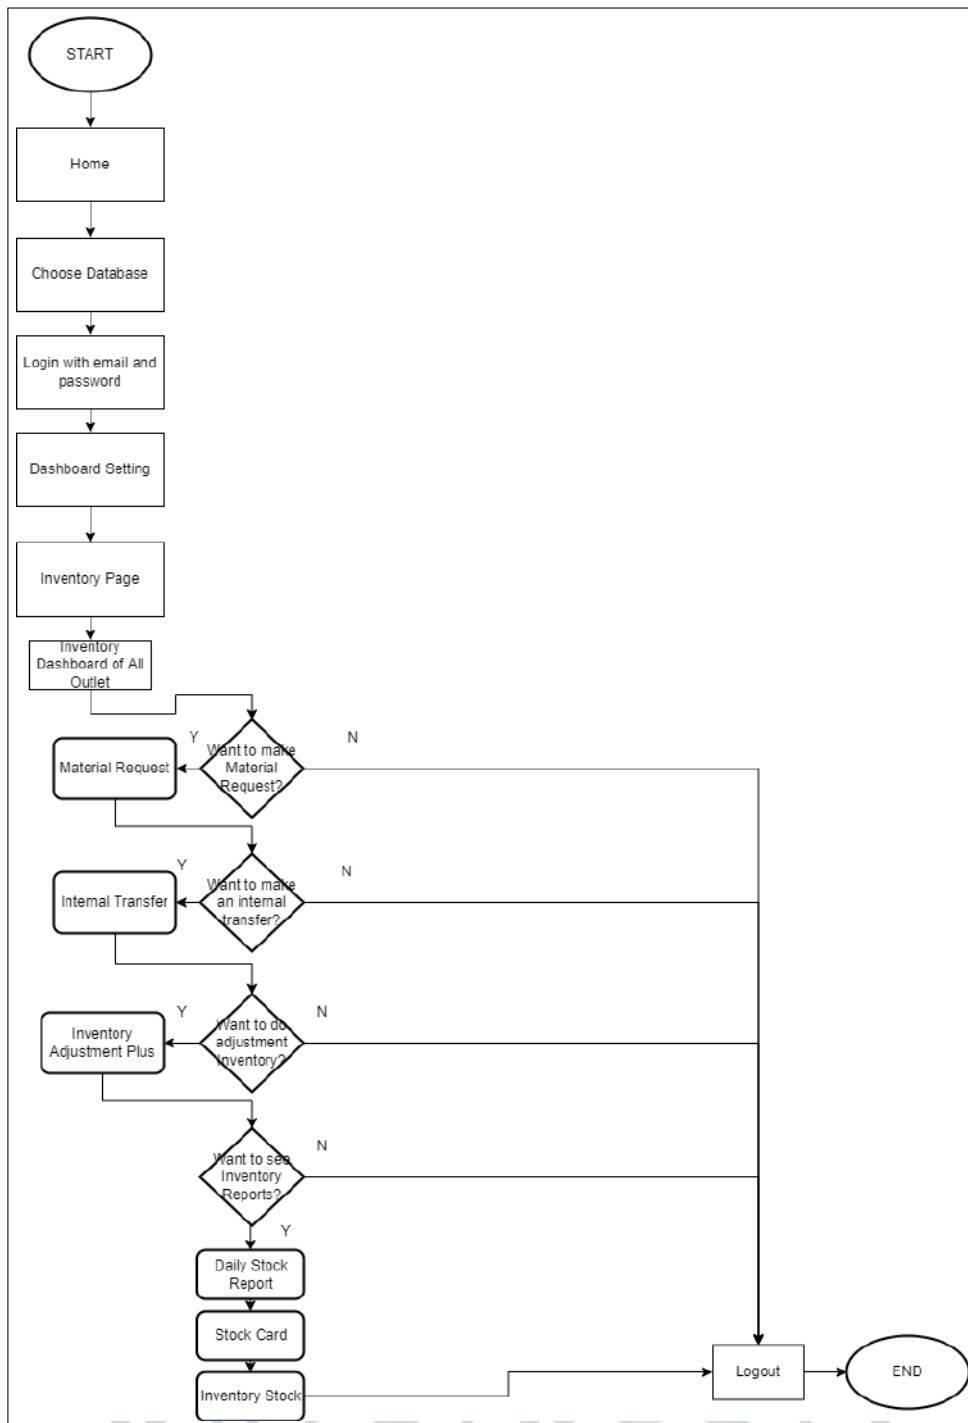 START
Home
Choose Database
Login with email and
password
Dashboard Setting
Inventory Page
Inventory
Dashboard of All
Outlet
Y
N
Material Request
Want to make
Material
Request?
Y
N
Internal Transfer
Want to make
an internal
transfer?
Y
N
Inventory
Adjustment Plus
Want to do
adjustment
Inventory?
N
Want to see
Inventory
Reports?
Y
Daily Stock
Report
Stock Card
Inventory Stock
Logout
END